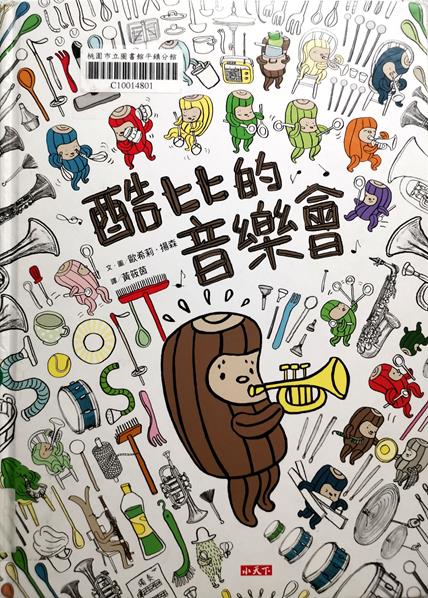 桃園市立圖書館平鎮分館
C10014801
酷比的
音樂會
文·圖 歐希莉·揚森
譯 黃筱茵
小天下